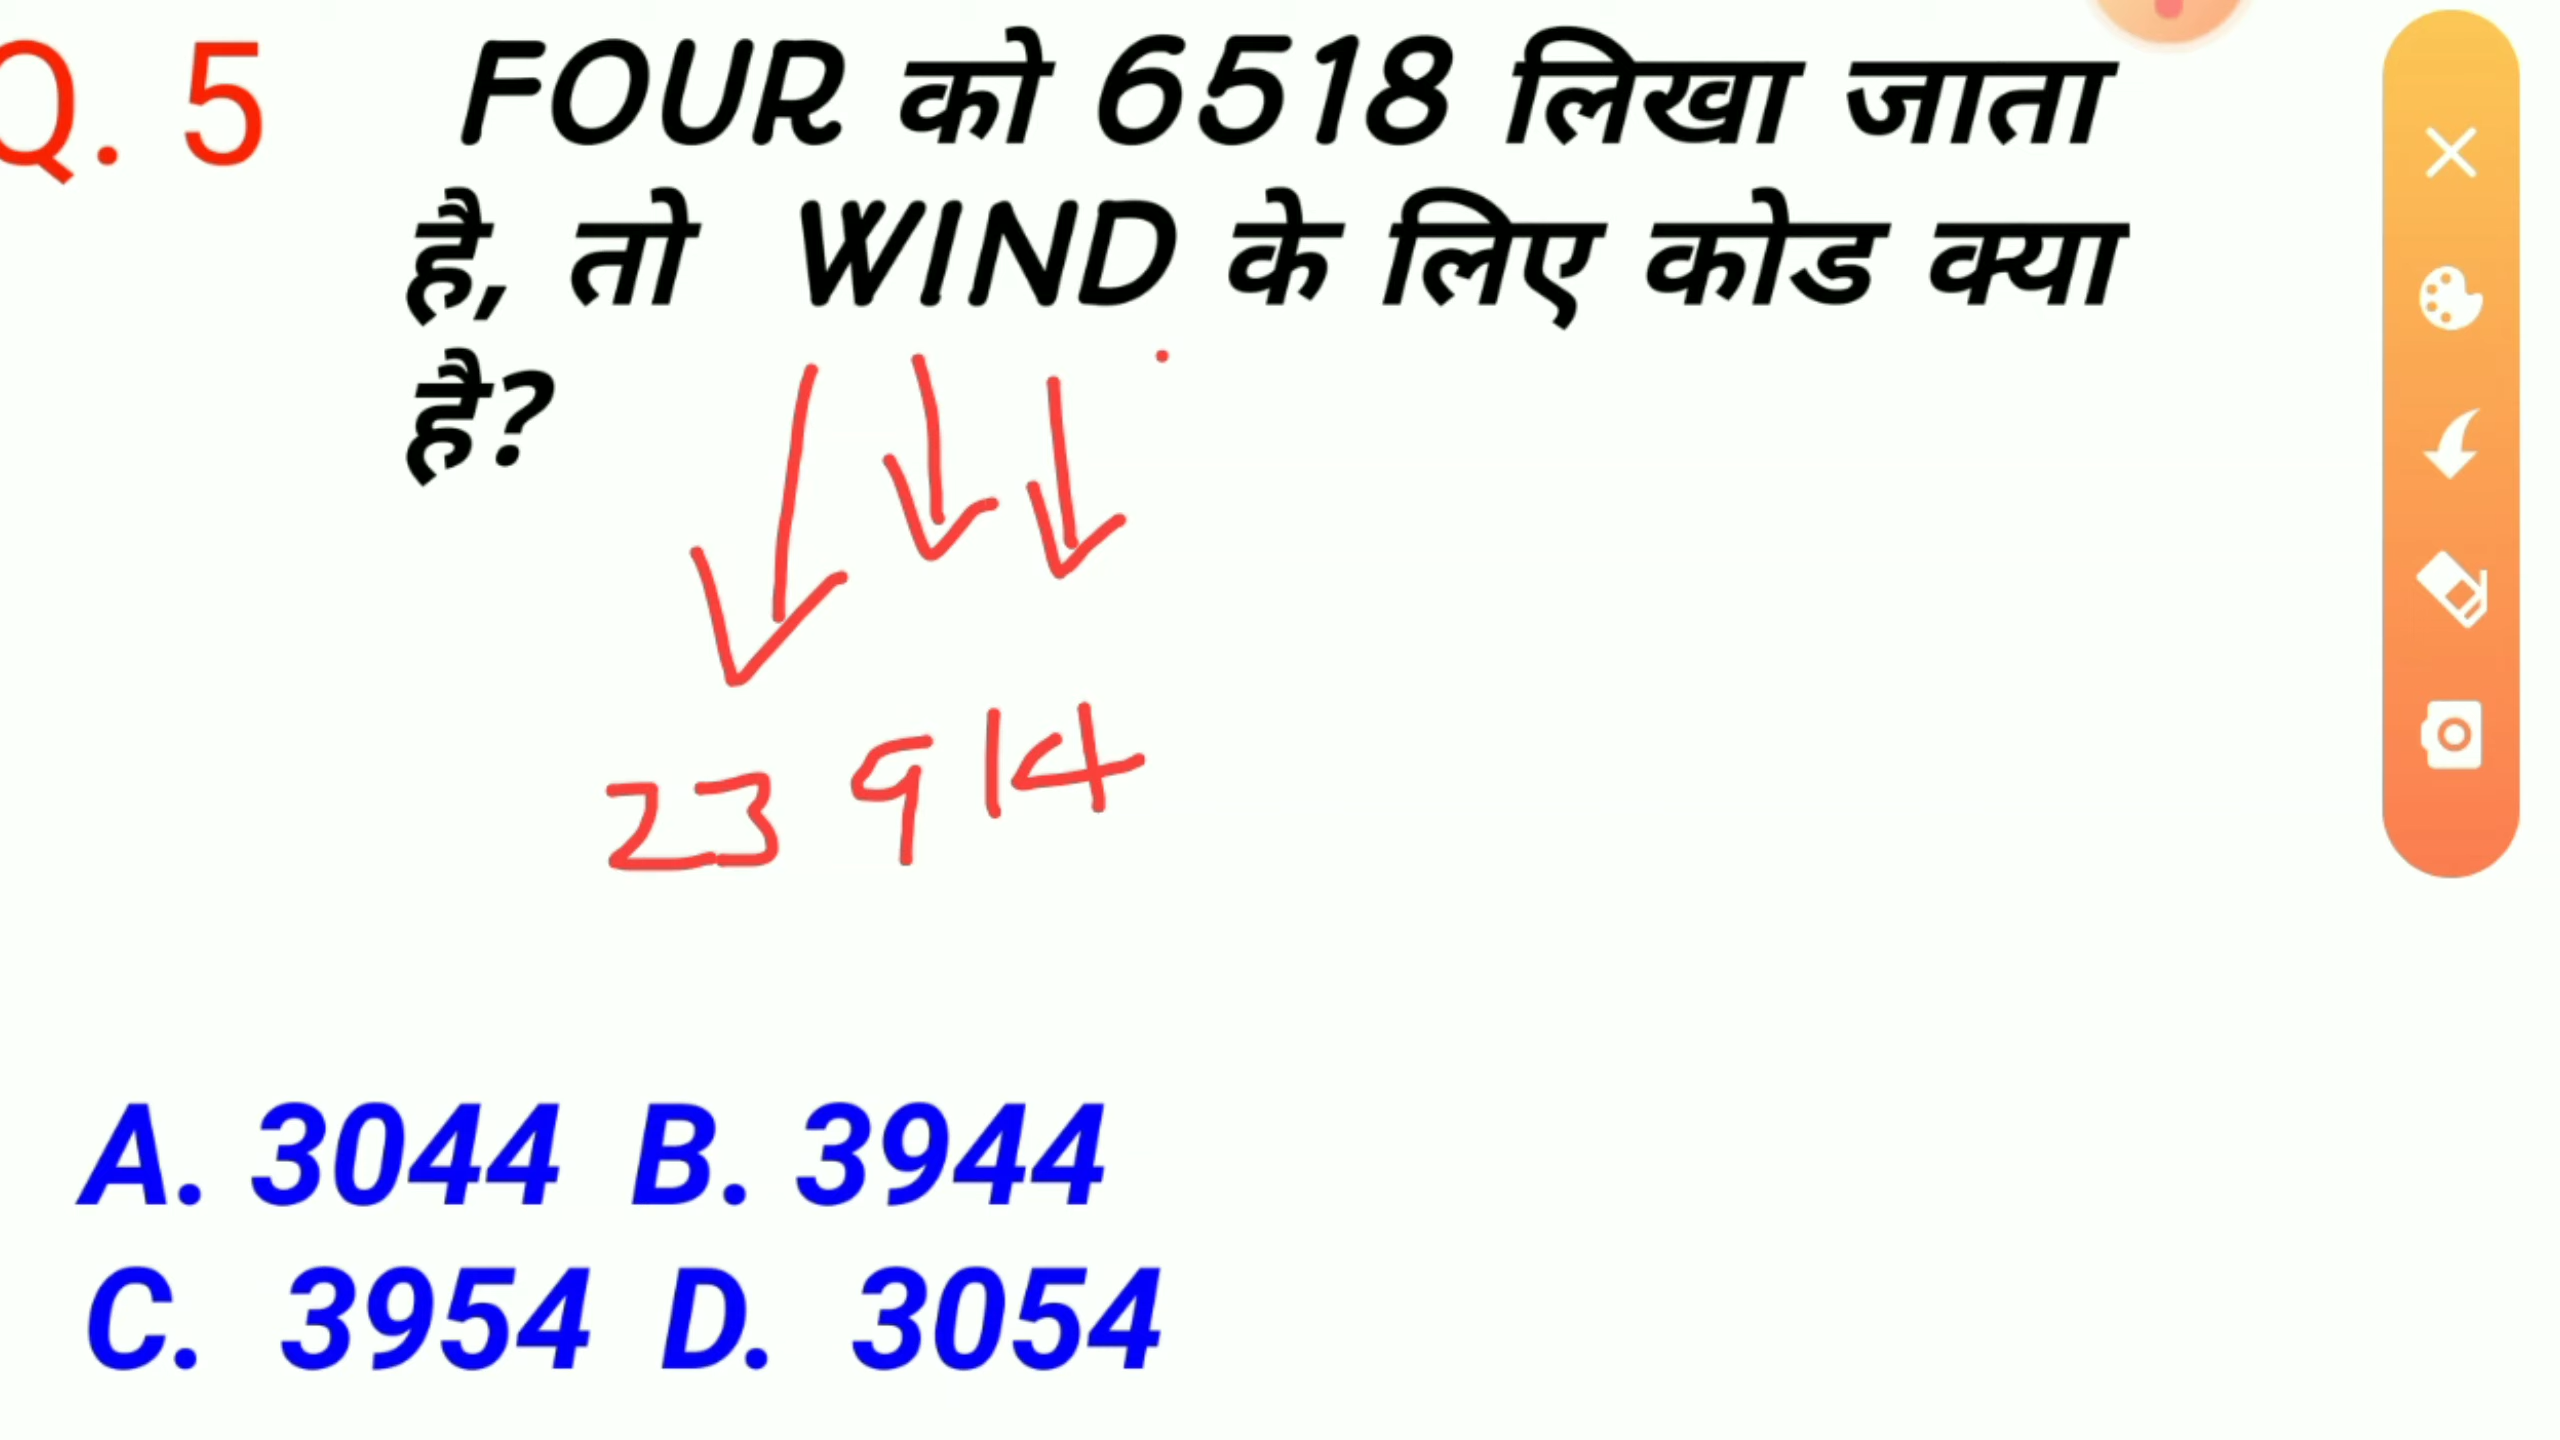 Q. 5 FOUR को 6518 लिखा जाता
है, तो WIND के लिए कोड क्या
है?
23 9 14
A. 3044 B. 3944
C. 3954 D. 3054